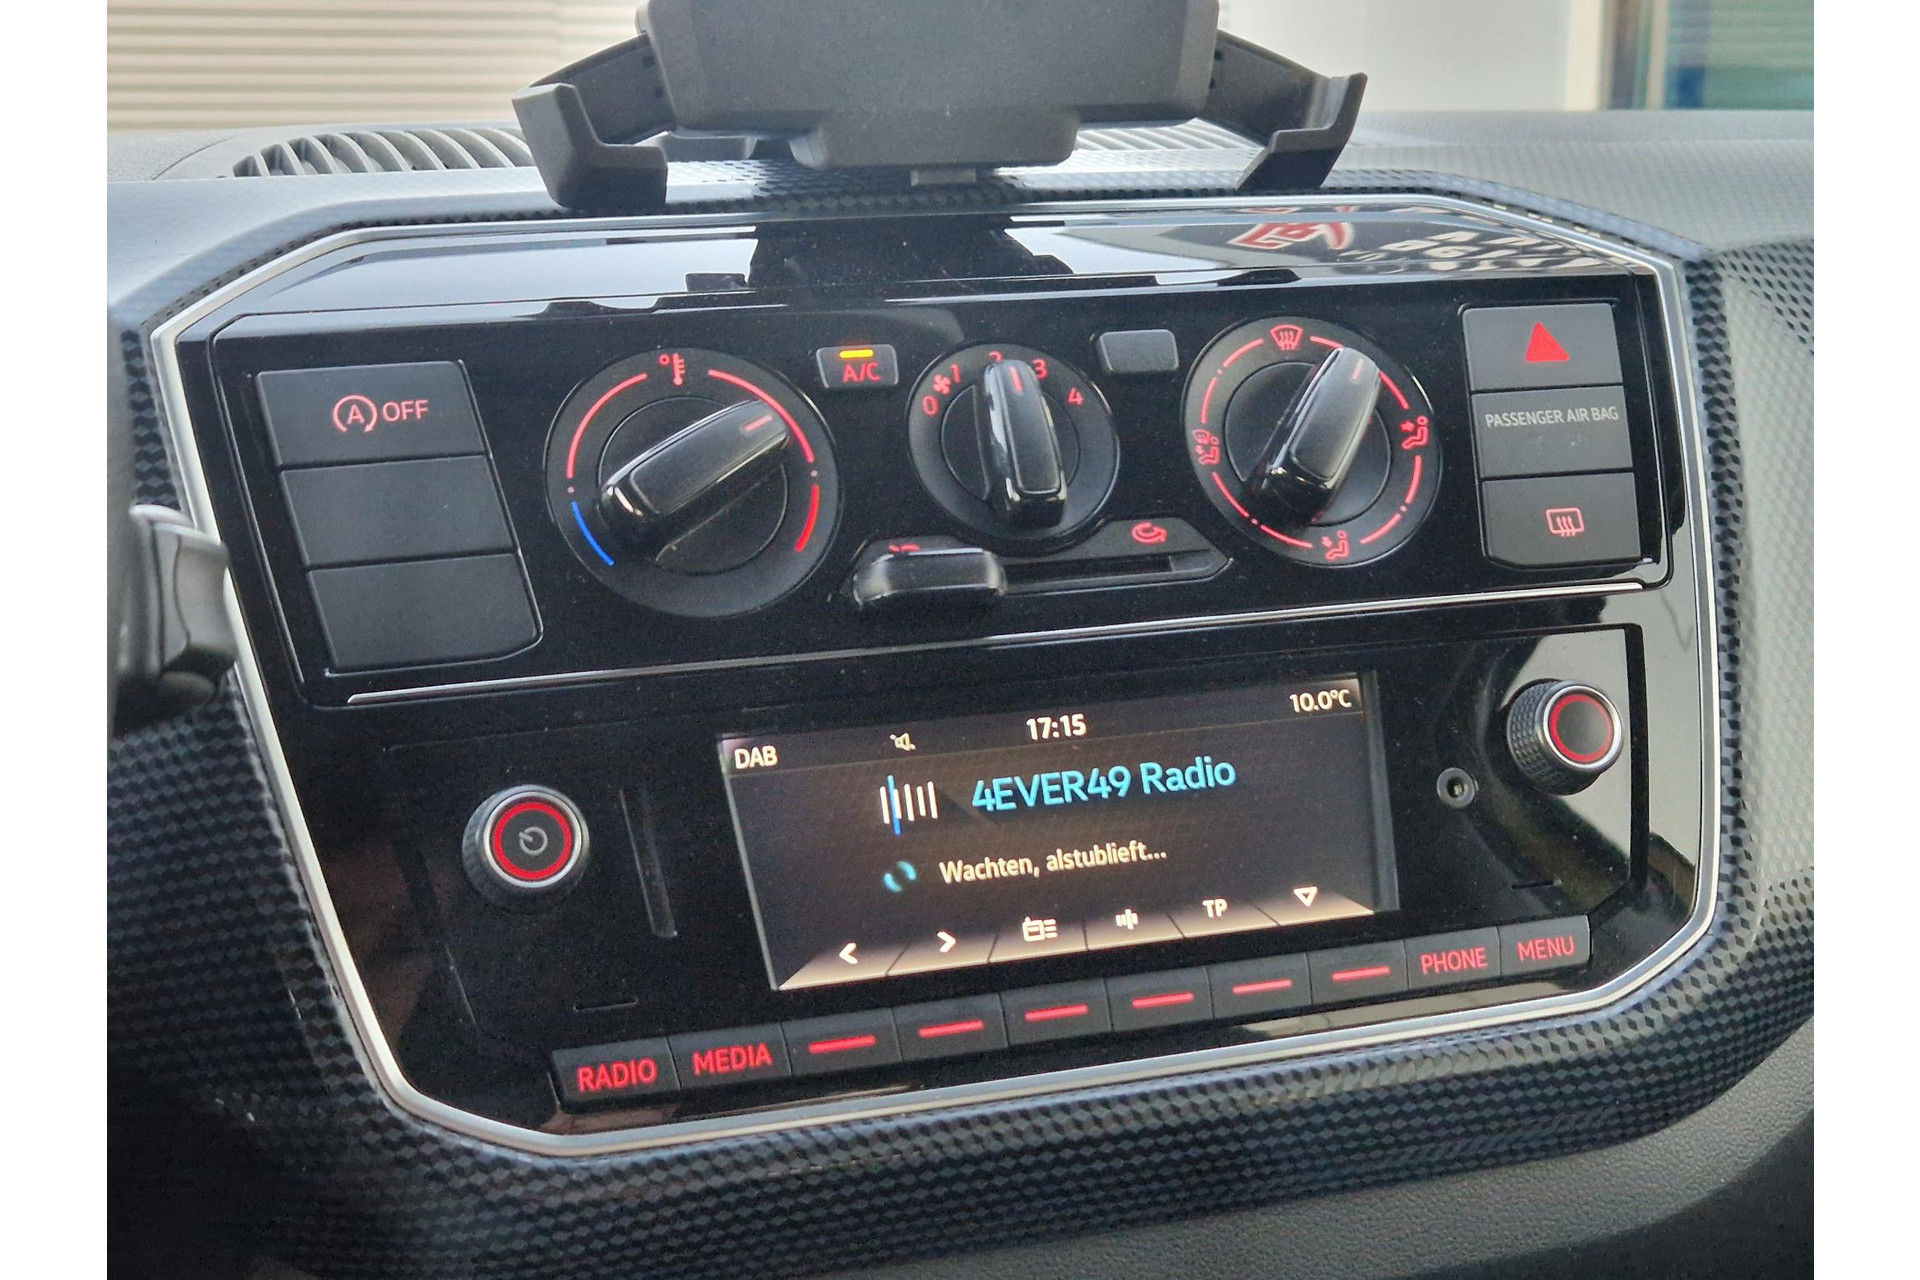 A OFF
A/C
0 1 2 3 4
PASSENGER AIR BAG
DAB 17:15 10.0°C
4EVER49 Radio
Wachten, alstublieft...
TP
RADIO MEDIA PHONE MENU